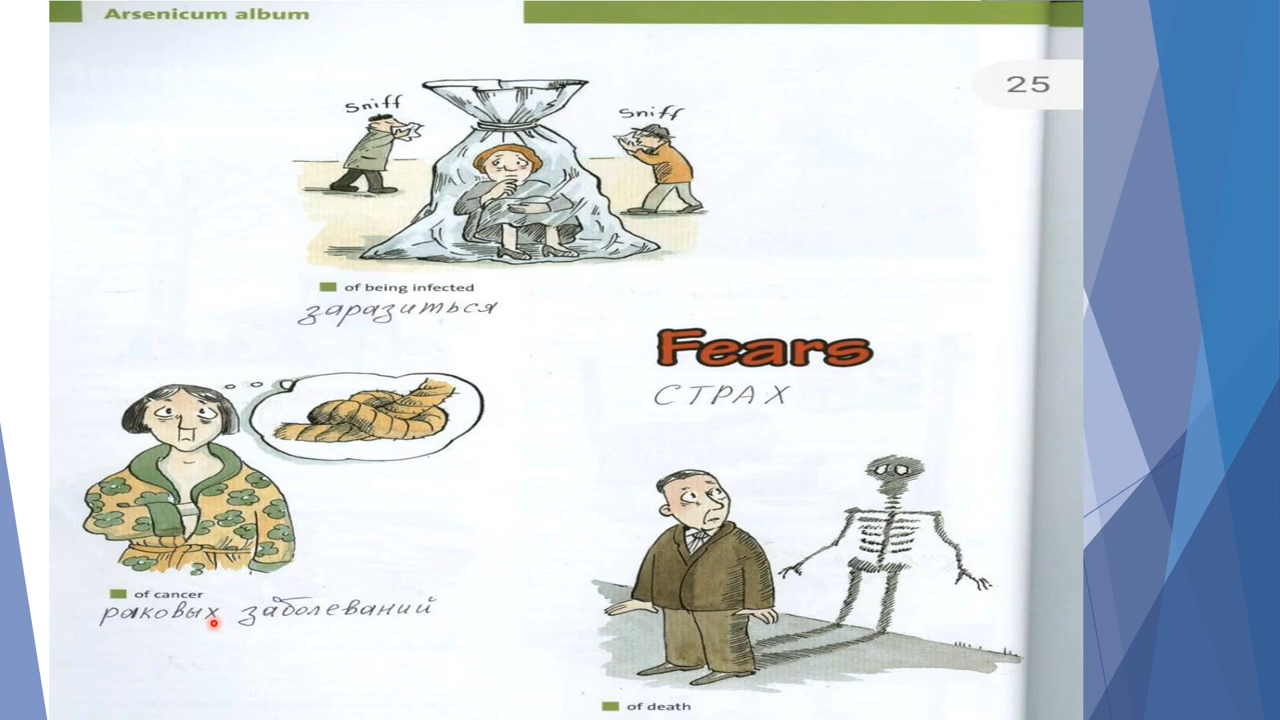 Arsenicum album
25
Sniff
Sniff
of being infected
заразиться
Fears
СТРАХ
of cancer
раковых заболеваний
of death